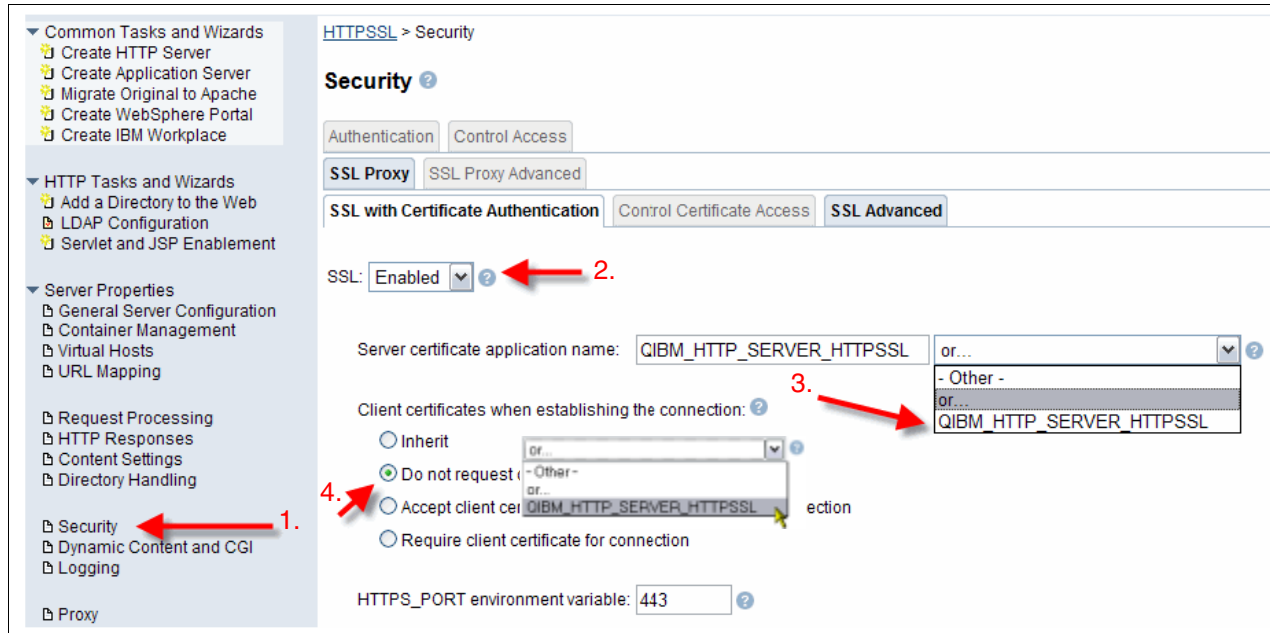 Common Tasks and Wizards
Create HTTP Server
Create Application Server
Migrate Original to Apache
Create WebSphere Portal
Create IBM Workplace
HTTP Tasks and Wizards
Add a Directory to the Web
LDAP Configuration
Servlet and JSP Enablement
Server Properties
General Server Configuration
Container Management
Virtual Hosts
URL Mapping
Request Processing
HTTP Responses
Content Settings
Directory Handling
Security 1.
Dynamic Content and CGI
Logging
Proxy
HTTPSSL > Security
Security
Authentication Control Access
SSL Proxy SSL Proxy Advanced
SSL with Certificate Authentication Control Certificate Access SSL Advanced
SSL: Enabled 2.
Server certificate application name: QIBM_HTTP_SERVER_HTTPSSL or...
- Other -
or...
3. QIBM_HTTP_SERVER_HTTPSSL
Client certificates when establishing the connection:
Inherit
or...
- Other -
or...
QIBM_HTTP_SERVER_HTTPSSL
4. Do not request
Accept client ection
Require client certificate for connection
HTTPS_PORT environment variable: 443